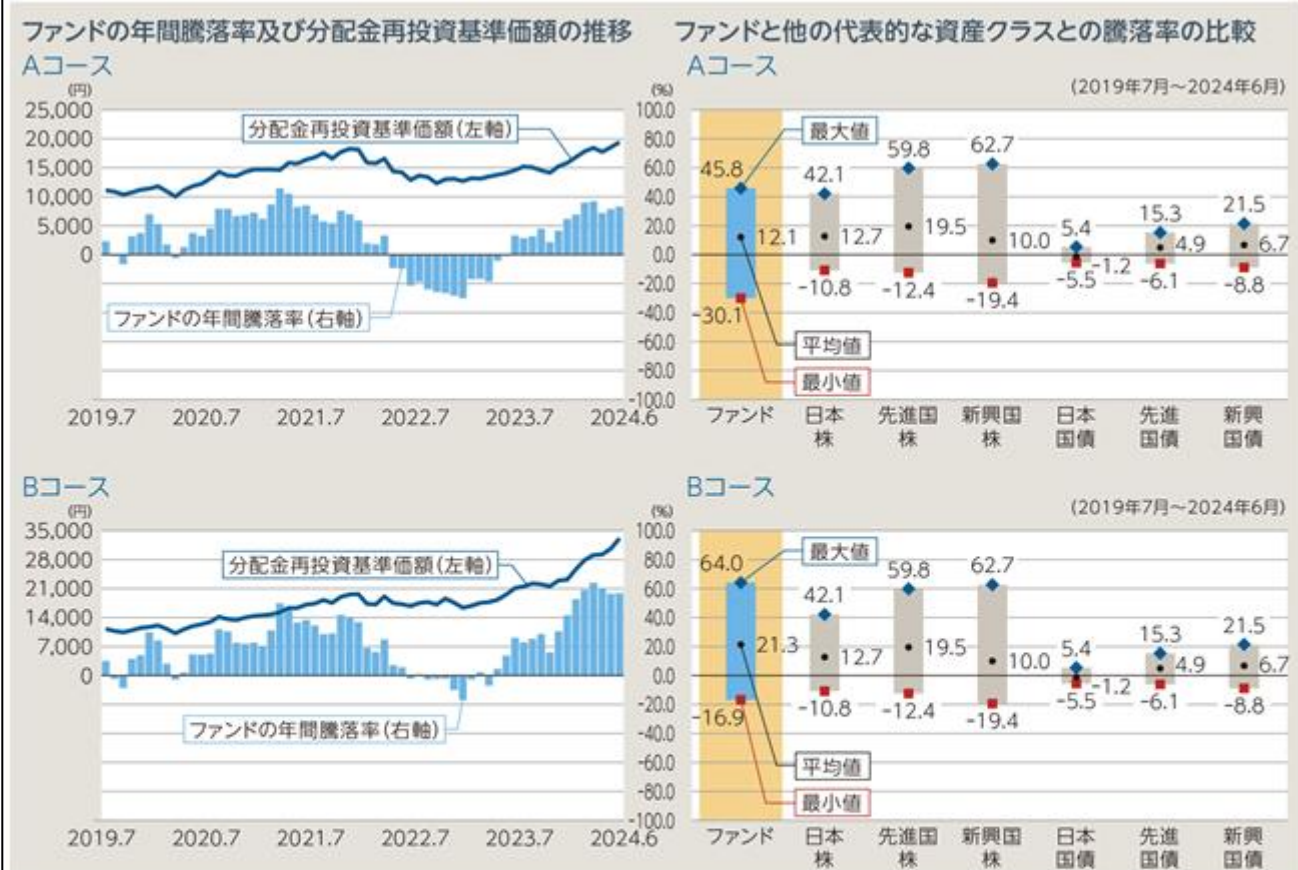 ファンドの年間騰落率及び分配金再投資基準価額の推移
ファンドと他の代表的な資産クラスとの騰落率の比較
Aコース
(円)
(%)
25,000
20,000
15,000
10,000
5,000
0
100.0
80.0
60.0
40.0
20.0
0.0
-20.0
-40.0
-60.0
-80.0
-100.0
分配金再投資基準価額(左軸)
ファンドの年間騰落率(右軸)
2019.7 2020.7 2021.7 2022.7 2023.7 2024.6
Aコース
(2019年7月~2024年6月)
最大値
平均値
最小値
45.8 42.1 59.8 62.7 5.4 15.3 21.5
12.1 12.7 19.5 10.0 -1.2 4.9 6.7
-30.1 -10.8 -12.4 -19.4 -5.5 -6.1 -8.8
ファンド 日本株 先進国株 新興国株 日本国債 先進国債 新興国債
Bコース
(円)
(%)
35,000
28,000
21,000
14,000
7,000
0
100.0
80.0
60.0
40.0
20.0
0.0
-20.0
-40.0
-60.0
-80.0
-100.0
分配金再投資基準価額(左軸)
ファンドの年間騰落率(右軸)
2019.7 2020.7 2021.7 2022.7 2023.7 2024.6
Bコース
(2019年7月~2024年6月)
最大値
平均値
最小値
64.0 42.1 59.8 62.7 5.4 15.3 21.5
21.3 12.7 19.5 10.0 -1.2 4.9 6.7
-16.9 -10.8 -12.4 -19.4 -5.5 -6.1 -8.8
ファンド 日本株 先進国株 新興国株 日本国債 先進国債 新興国債